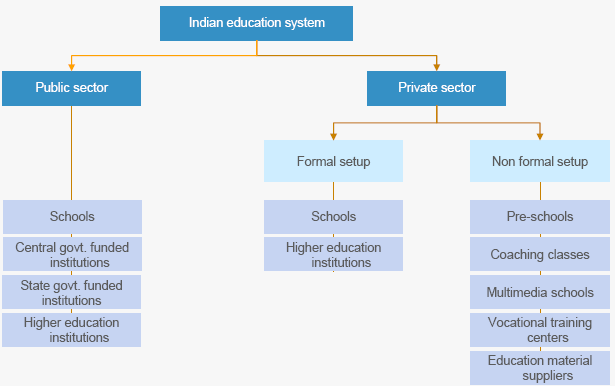 Indian education system
Public sector
Private sector
Formal setup
Non formal setup
Schools
Central govt. funded
institutions
State govt. funded
institutions
Higher education
institutions
Schools
Higher education
institutions
Pre-schools
Coaching classes
Multimedia schools
Vocational training
centers
Education material
suppliers